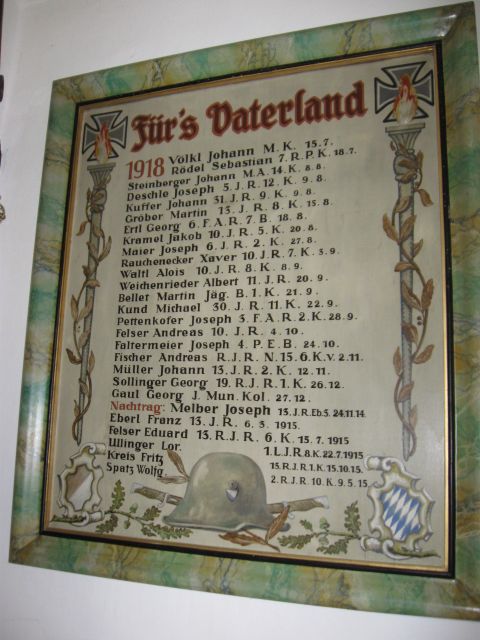 Für's Vaterland
1918 Völkl Johann M. K. 15.7.
Rödel Sebastian 7. R.P.K. 18.7.
Steinberger Johann M.A. 14. K. 8.8.
Deschle Joseph 5. J.R. 12. K. 9.8.
Kuffer Johann 31. J.R. 9. K. 9.8.
Gröber Martin 13. J.R. 8. K. 15.8.
Ertl Georg 6. F.A.R. 7. B. 18.8.
Kramel Jakob 10. J.R. 5. K. 20.8.
Maier Joseph 6. J.R. 2. K. 27.8.
Rauchenecker Xaver 10. J.R. 7. K. 3.9.
Waltl Alois 10. J.R. 8. K. 8.9.
Weichenrieder Albert 11. J.R. 20.9.
Bellet Martin Jäg. B. 1. K. 21.9.
Kund Michael 30. J.R. 11. K. 22.9.
Pettenkofer Joseph 3. F.A.R. 2. K. 28.9.
Felser Andreas 10. J.R. 4.10.
Faltermeier Joseph 4. P.E.B. 24.10.
Fischer Andreas R.J.R. N. 15. 6. K. v. 2.11.
Müller Johann 13. J.R. 2. K. 12.11.
Sollinger Georg 19. R.J.R. 1. K. 26.12.
Gaul Georg J. Mun. Kol. 27.12.
Nachtrag: Melber Joseph 13. J.R. Eb. 3. 24.11.14.
Eberl Franz 13. J.R. 6. 3. 1915.
Felser Eduard 13. R.J.R. 6. K. 15.7.1915
Ullinger Lor. 1. L.J.R. 8. K. 22.7.1915
Kreis Fritz 15. R.J.R. 1. K. 15.10.15.
Spatz Wolfg. 2. R.J.R. 10. K. 9.5.15.